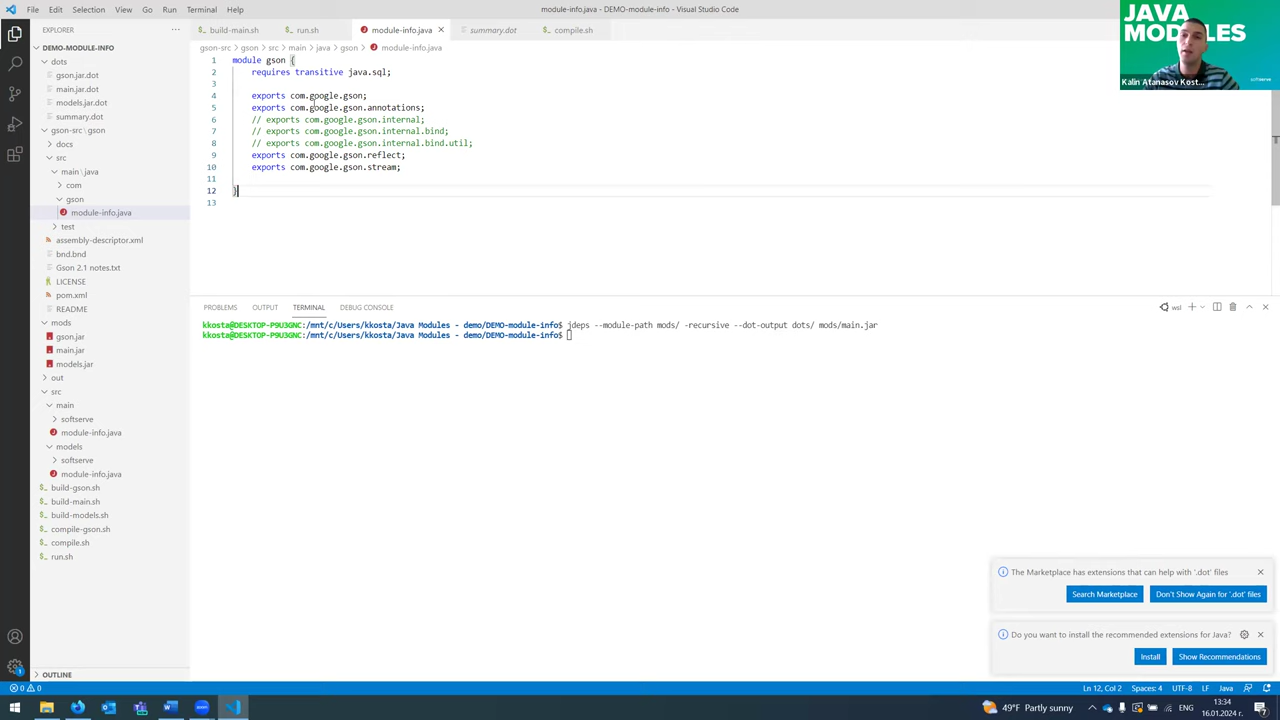 File Edit Selection View Go Run Terminal Help
module-info.java - DEMO-module-info - Visual Studio Code
JAVA
MODULES
softserve
Kalin Atanasov Kost...
EXPLORER
DEMO-MODULE-INFO
dots
gson.jar.dot
main.jar.dot
models.jar.dot
summary.dot
gson-src \ gson
docs
src
main \ java
com
gson
module-info.java
test
assembly-descriptor.xml
bnd.bnd
Gson 2.1 notes.txt
LICENSE
pom.xml
README
mods
gson.jar
main.jar
models.jar
out
src
main
softserve
module-info.java
models
softserve
module-info.java
build-gson.sh
build-main.sh
build-models.sh
compile-gson.sh
compile.sh
run.sh
OUTLINE
build-main.sh run.sh module-info.java summary.dot compile.sh
gson-src > gson > src > main > java > gson > module-info.java
1 module gson {
2 requires transitive java.sql;
3
4 exports com.google.gson;
5 exports com.google.gson.annotations;
6 // exports com.google.gson.internal;
7 // exports com.google.gson.internal.bind;
8 // exports com.google.gson.internal.bind.util;
9 exports com.google.gson.reflect;
10 exports com.google.gson.stream;
11
12 }
13
PROBLEMS OUTPUT TERMINAL DEBUG CONSOLE
wsl
kkosta@DESKTOP-P9U3GNC:/mnt/c/Users/kkosta/Java Modules - demo/DEMO-module-info$ jdeps --module-path mods/ -recursive --dot-output dots/ mods/main.jar
kkosta@DESKTOP-P9U3GNC:/mnt/c/Users/kkosta/Java Modules - demo/DEMO-module-info$
The Marketplace has extensions that can help with '.dot' files
Search Marketplace Don't Show Again for '.dot' files
Do you want to install the recommended extensions for Java?
Install Show Recommendations
0 0
Ln 12, Col 2 Spaces: 4 UTF-8 LF Java
49°F Partly sunny
ENG
13:34
16.01.2024 г.
7